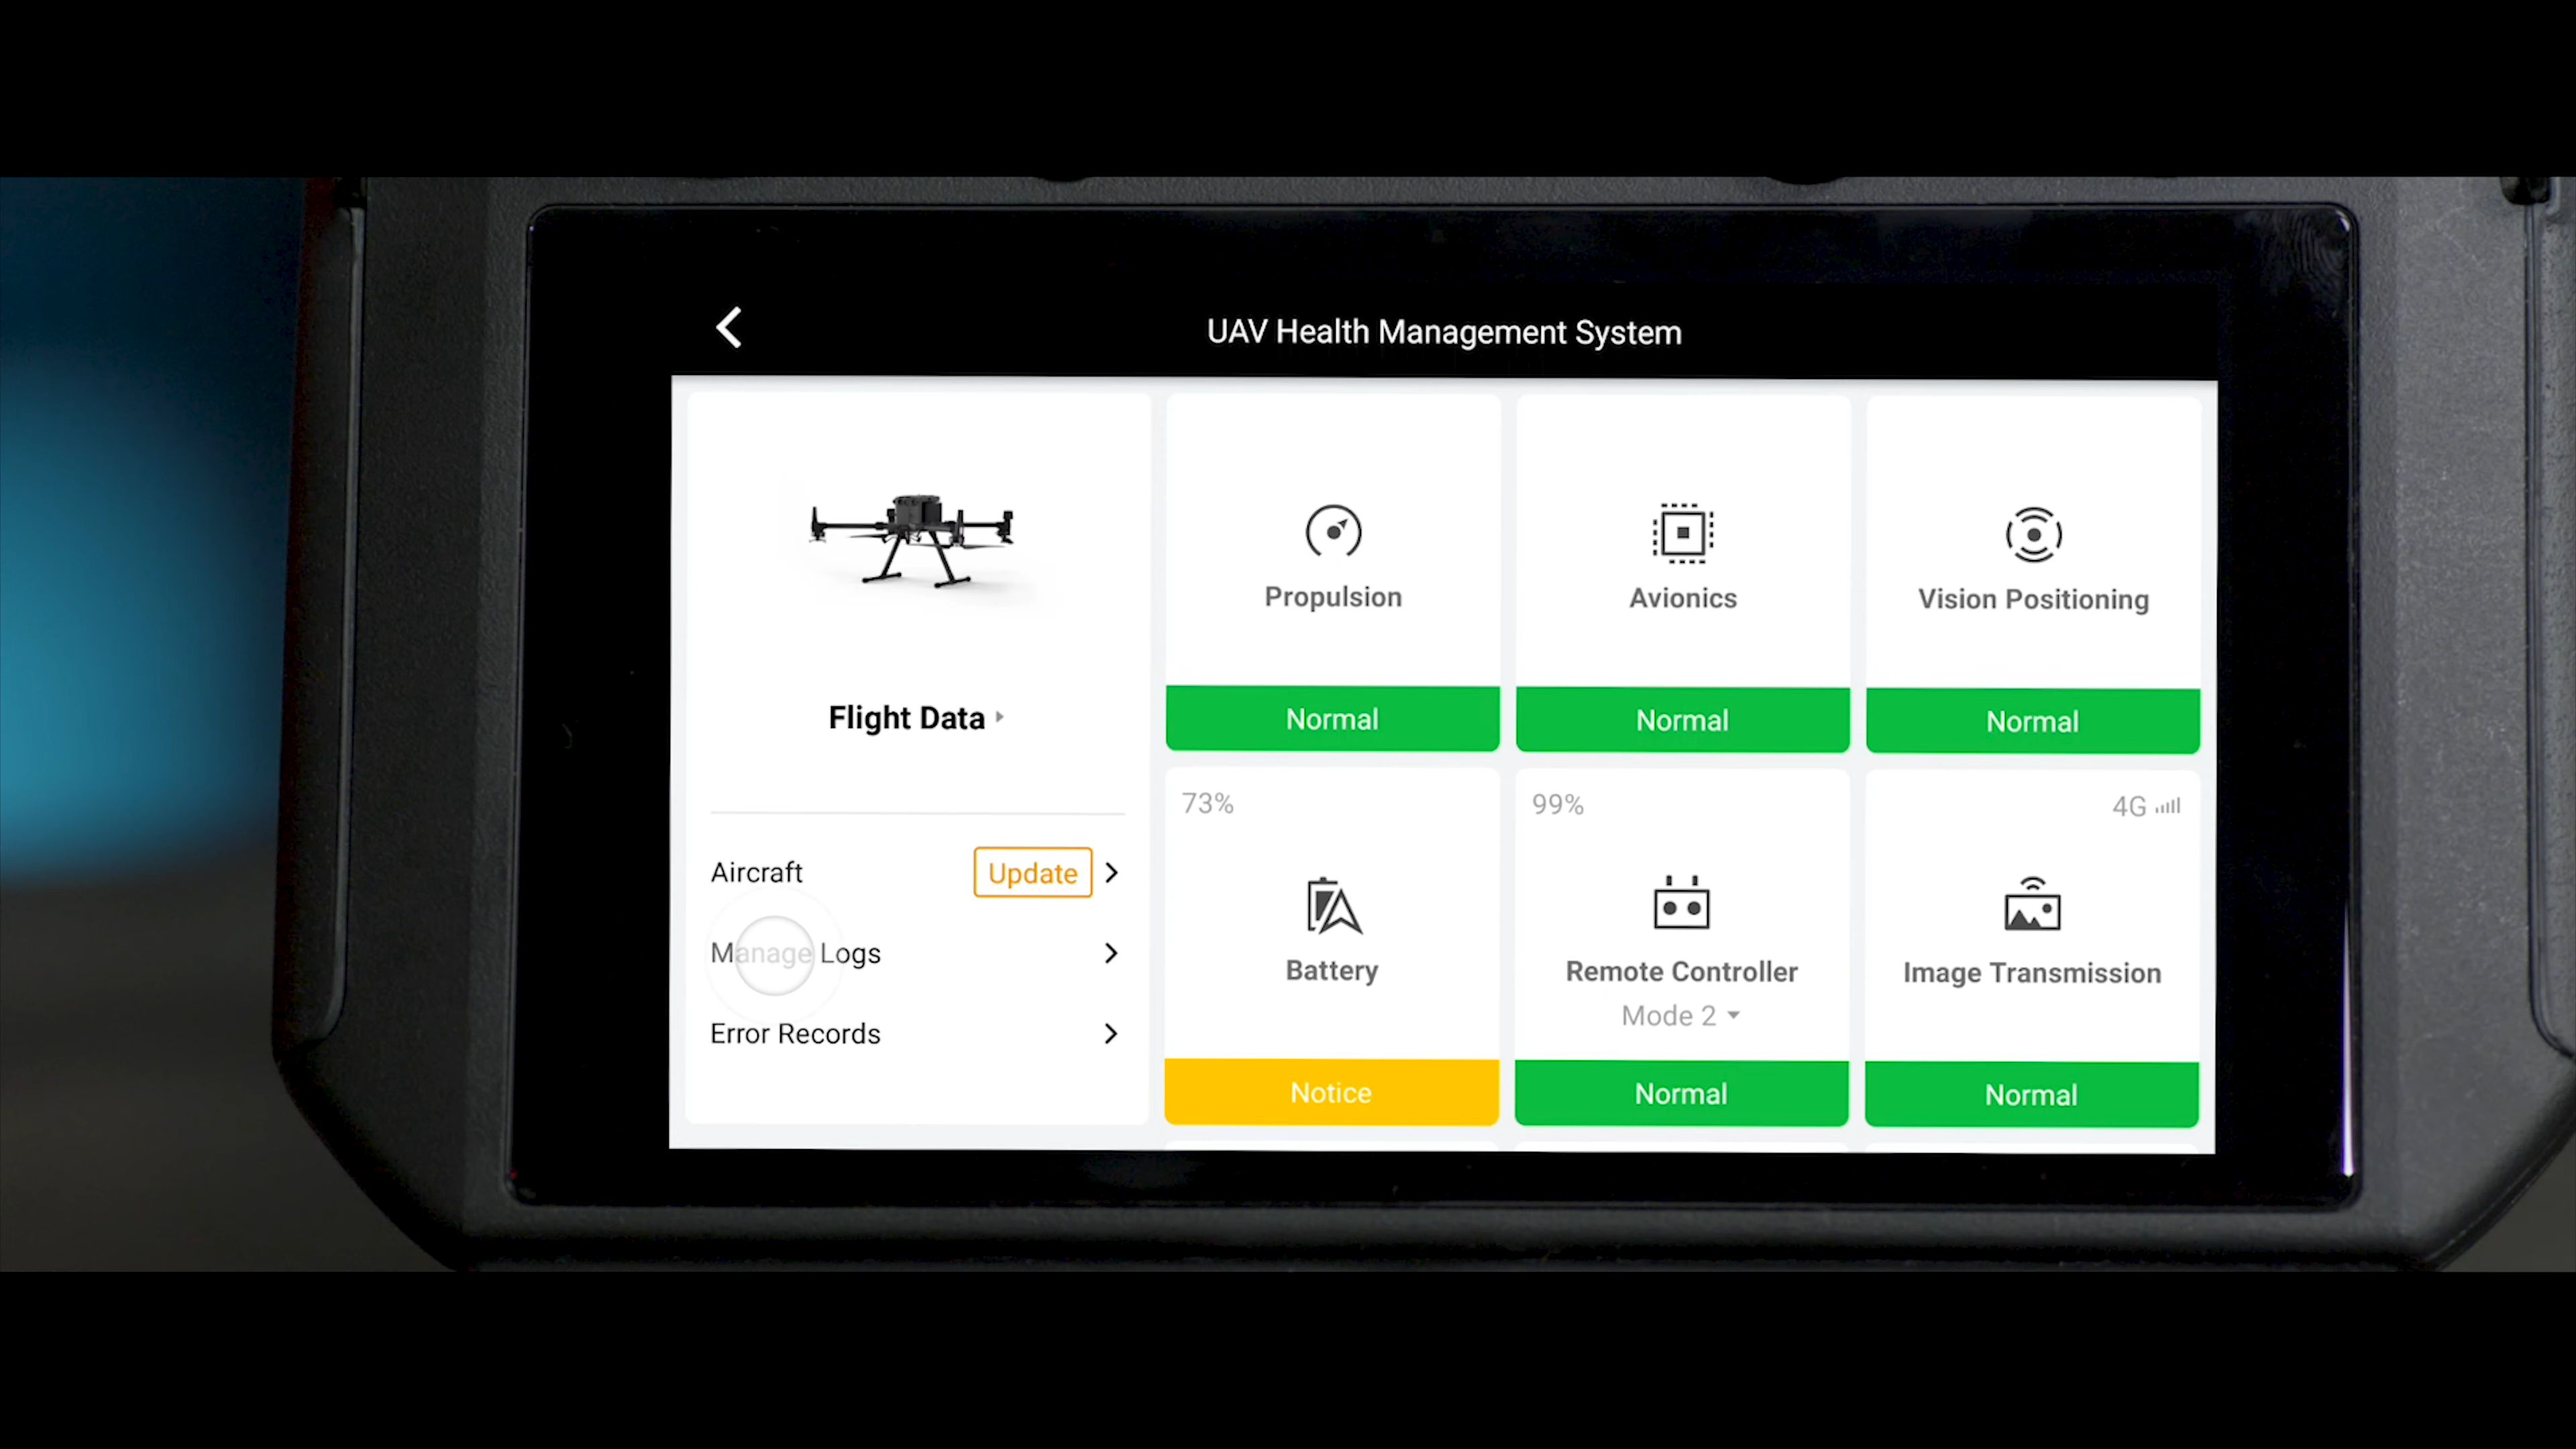 UAV Health Management System
Flight Data
Aircraft
Update
Manage Logs
Error Records
Propulsion
Normal
Avionics
Normal
Vision Positioning
Normal
73%
Battery
Notice
99%
Remote Controller
Mode 2
Normal
4G
Image Transmission
Normal